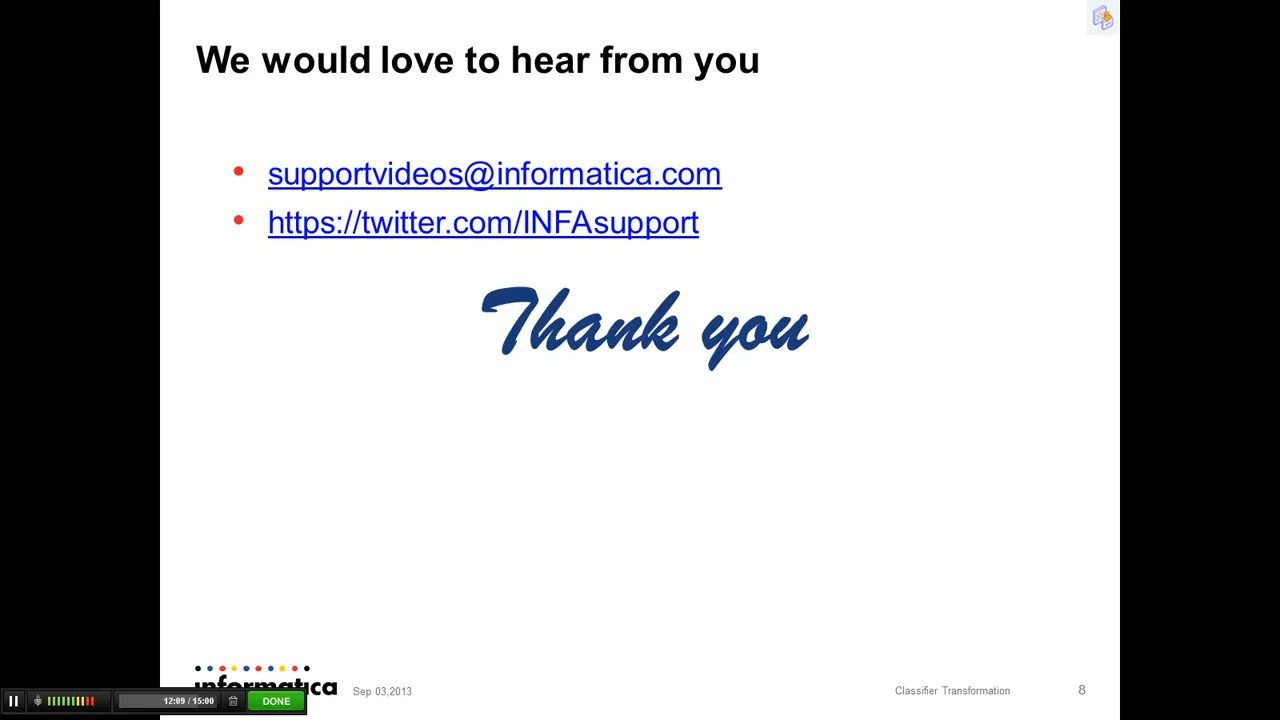 We would love to hear from you
• supportvideos@informatica.com
• https://twitter.com/INFAsupport
Thank you
informatica
Sep 03,2013
Classifier Transformation
8
12:09 / 15:00
DONE